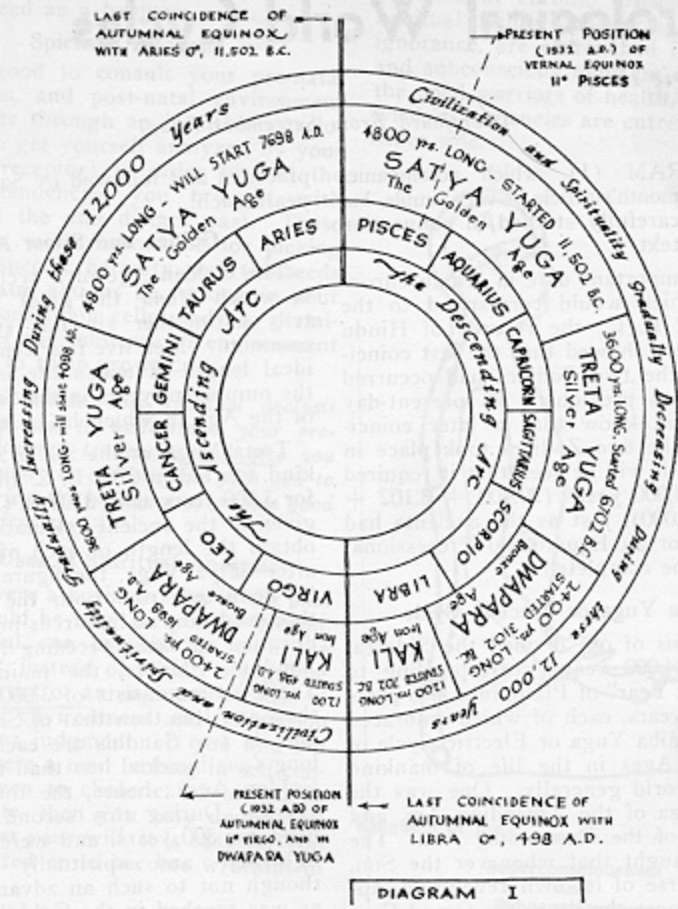 LAST COINCIDENCE OF
AUTUMNAL EQUINOX
WITH ARIES 0°, 11,502. B.C.
PRESENT POSITION
(1932 A.D.) OF
VERNAL EQUINOX
11° PISCES
Civilization and Spirituality Gradually Decreasing During these 12,000 years
Civilization and Spirituality Gradually Increasing During these 12,000 Years
4800 yrs. LONG, STARTED 11,502 B.C.
SATYA YUGA
The Golden Age
3600 yrs. LONG Started 6702 B.C.
TRETA YUGA
Silver Age
2400 yrs. LONG
STARTED 3102 B.C.
DWAPARA
Bronze Age
1200 yrs. LONG
STARTED 702 BC
KALI
Iron Age
1200 yrs. LONG
STARTED 498 A.D.
KALI
Iron Age
2400 yrs. LONG
STARTED 1698 A.D.
DWAPARA
Bronze Age
3600 yrs LONG - will start 4098 A.D.
TRETA YUGA
Silver Age
4800 yrs. LONG, WILL START 7698 A.D.
SATYA YUGA
The Golden Age
PISCES
AQUARIUS
CAPRICORN
SAGITTARIUS
SCORPIO
LIBRA
VIRGO
LEO
CANCER
GEMINI
TAURUS
ARIES
The Descending Arc
The Ascending Arc
PRESENT POSITION
(1932 A.D.) OF
AUTUMNAL EQUINOX
11° VIRGO, AND IN
DWAPARA YUGA
LAST COINCIDENCE OF
AUTUMNAL EQUINOX WITH
LIBRA 0°, 498 A.D.
DIAGRAM I